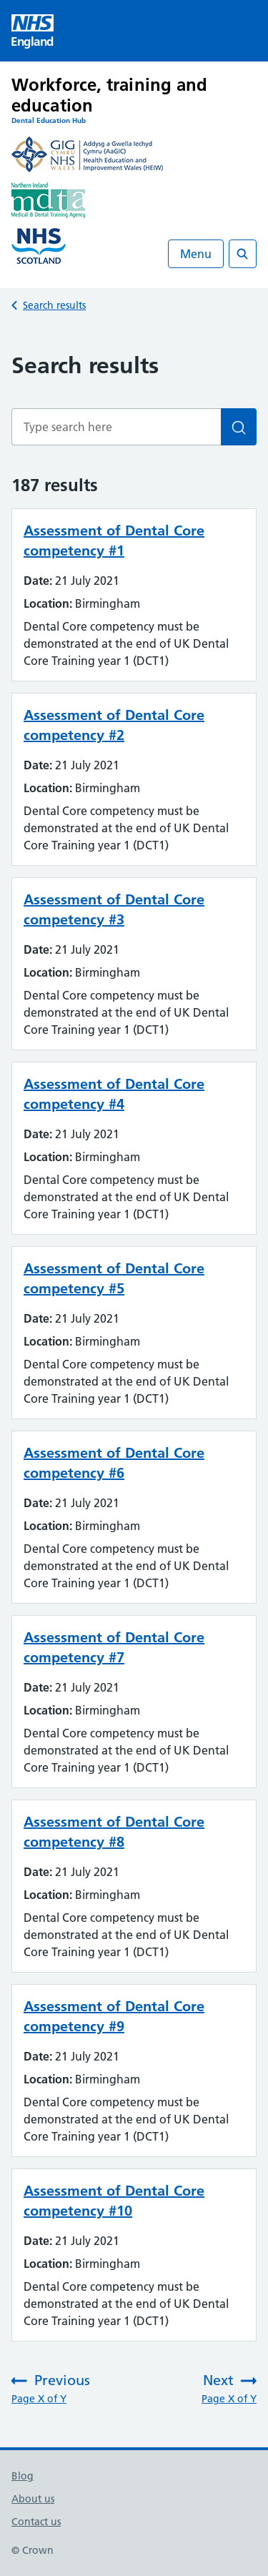 NHS
England
Workforce, training and
education
Dental Education Hub
GIG
CYMRU
NHS
WALES
Addysg a Gwella Iechyd
Cymru (AaGIC)
Health Education and
Improvement Wales (HEIW)
Northern Ireland
mdta
Medical & Dental Training Agency
NHS
SCOTLAND
Menu
Search results
Search results
Type search here
187 results
Assessment of Dental Core
competency #1
Date: 21 July 2021
Location: Birmingham
Dental Core competency must be
demonstrated at the end of UK Dental
Core Training year 1 (DCT1)
Assessment of Dental Core
competency #2
Date: 21 July 2021
Location: Birmingham
Dental Core competency must be
demonstrated at the end of UK Dental
Core Training year 1 (DCT1)
Assessment of Dental Core
competency #3
Date: 21 July 2021
Location: Birmingham
Dental Core competency must be
demonstrated at the end of UK Dental
Core Training year 1 (DCT1)
Assessment of Dental Core
competency #4
Date: 21 July 2021
Location: Birmingham
Dental Core competency must be
demonstrated at the end of UK Dental
Core Training year 1 (DCT1)
Assessment of Dental Core
competency #5
Date: 21 July 2021
Location: Birmingham
Dental Core competency must be
demonstrated at the end of UK Dental
Core Training year 1 (DCT1)
Assessment of Dental Core
competency #6
Date: 21 July 2021
Location: Birmingham
Dental Core competency must be
demonstrated at the end of UK Dental
Core Training year 1 (DCT1)
Assessment of Dental Core
competency #7
Date: 21 July 2021
Location: Birmingham
Dental Core competency must be
demonstrated at the end of UK Dental
Core Training year 1 (DCT1)
Assessment of Dental Core
competency #8
Date: 21 July 2021
Location: Birmingham
Dental Core competency must be
demonstrated at the end of UK Dental
Core Training year 1 (DCT1)
Assessment of Dental Core
competency #9
Date: 21 July 2021
Location: Birmingham
Dental Core competency must be
demonstrated at the end of UK Dental
Core Training year 1 (DCT1)
Assessment of Dental Core
competency #10
Date: 21 July 2021
Location: Birmingham
Dental Core competency must be
demonstrated at the end of UK Dental
Core Training year 1 (DCT1)
Previous
Page X of Y
Next
Page X of Y
Blog
About us
Contact us
© Crown